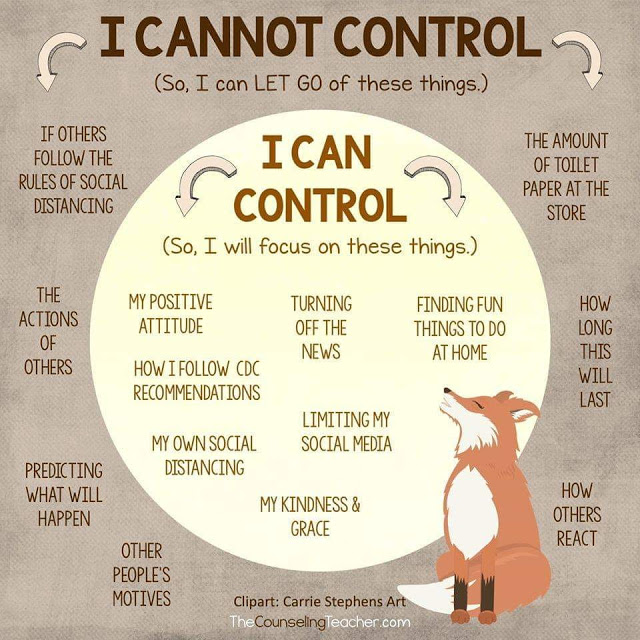 I CANNOT CONTROL
(So, I can LET GO of these things.)
IF OTHERS
FOLLOW THE
RULES OF SOCIAL
DISTANCING
THE AMOUNT
OF TOILET
PAPER AT THE
STORE
I CAN
CONTROL
(So, I will focus on these things.)
THE
ACTIONS
OF
OTHERS
MY POSITIVE
ATTITUDE
TURNING
OFF THE
NEWS
FINDING FUN
THINGS TO DO
AT HOME
HOW
LONG
THIS
WILL
LAST
HOW I FOLLOW CDC
RECOMMENDATIONS
LIMITING MY
SOCIAL MEDIA
MY OWN SOCIAL
DISTANCING
PREDICTING
WHAT WILL
HAPPEN
MY KINDNESS &
GRACE
HOW
OTHERS
REACT
OTHER
PEOPLE'S
MOTIVES
Clipart: Carrie Stephens Art
TheCounselingTeacher.com